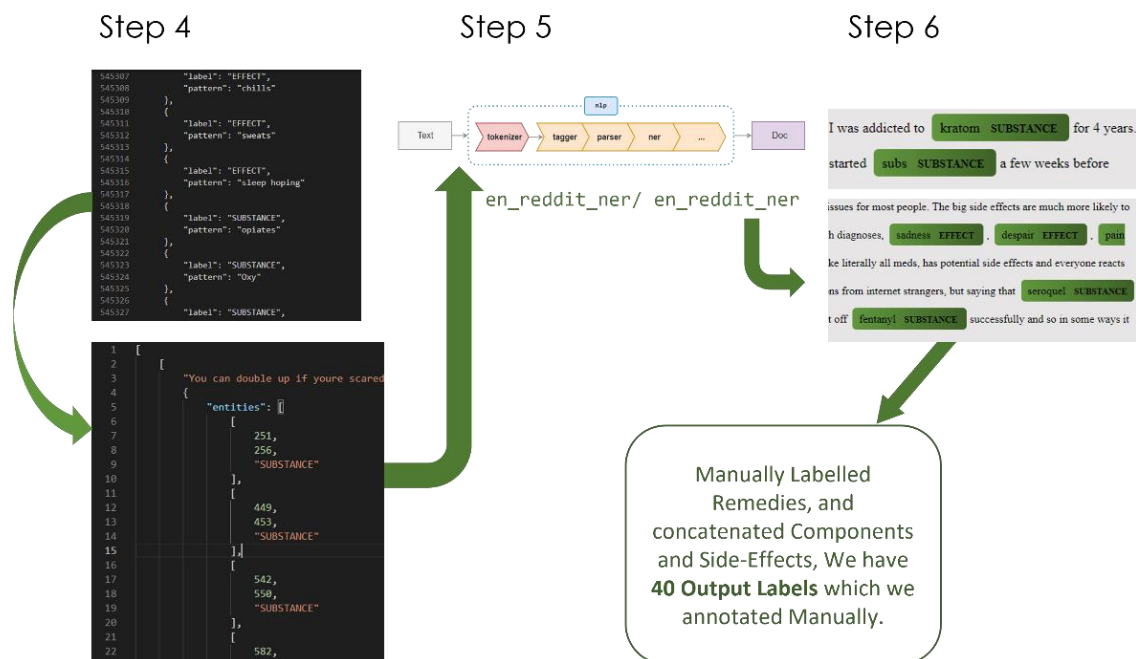 Step 4
Step 5
Step 6
545307 "label": "EFFECT",
545308 "pattern": "chills"
545309 },
545310 {
545311 "label": "EFFECT",
545312 "pattern": "sweats"
545313 },
545314 {
545315 "label": "EFFECT",
545316 "pattern": "sleep hoping"
545317 },
545318 {
545319 "label": "SUBSTANCE",
545320 "pattern": "opiates"
545321 },
545322 {
545323 "label": "SUBSTANCE",
545324 "pattern": "Oxy"
545325 },
545326 {
545327 "label": "SUBSTANCE",
1 [
2 [
3 "You can double up if youre scared
4 {
5 "entities": [
6 [
7 251,
8 256,
9 "SUBSTANCE"
10 ],
11 [
12 449,
13 453,
14 "SUBSTANCE"
15 ],
16 [
17 542,
18 550,
19 "SUBSTANCE"
20 ],
21 [
22 582,
nlp
Text tokenizer tagger parser ner ... Doc
en_reddit_ner/ en_reddit_ner
I was addicted to kratom SUBSTANCE for 4 years.
started subs SUBSTANCE a few weeks before
issues for most people. The big side effects are much more likely to
h diagnoses, sadness EFFECT , despair EFFECT , pain
ke literally all meds, has potential side effects and everyone reacts
ns from internet strangers, but saying that seroquel SUBSTANCE
t off fentanyl SUBSTANCE successfully and so in some ways it
Manually Labelled
Remedies, and
concatenated Components
and Side-Effects, We have
40 Output Labels which we
annotated Manually.